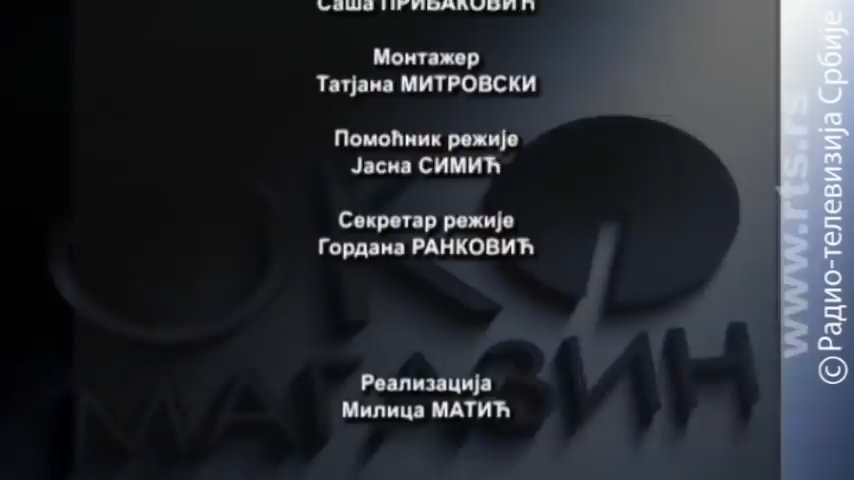 Саша ПРИБАКОВИЋ
Монтажер
Татјана МИТРОВСКИ
Помоћник режије
Јасна СИМИЋ
Секретар режије
Гордана РАНКОВИЋ
Реализација
Милица МАТИЋ
ОКО
МАГАЗИН
www.rts.rs
© Радио-телевизија Србије